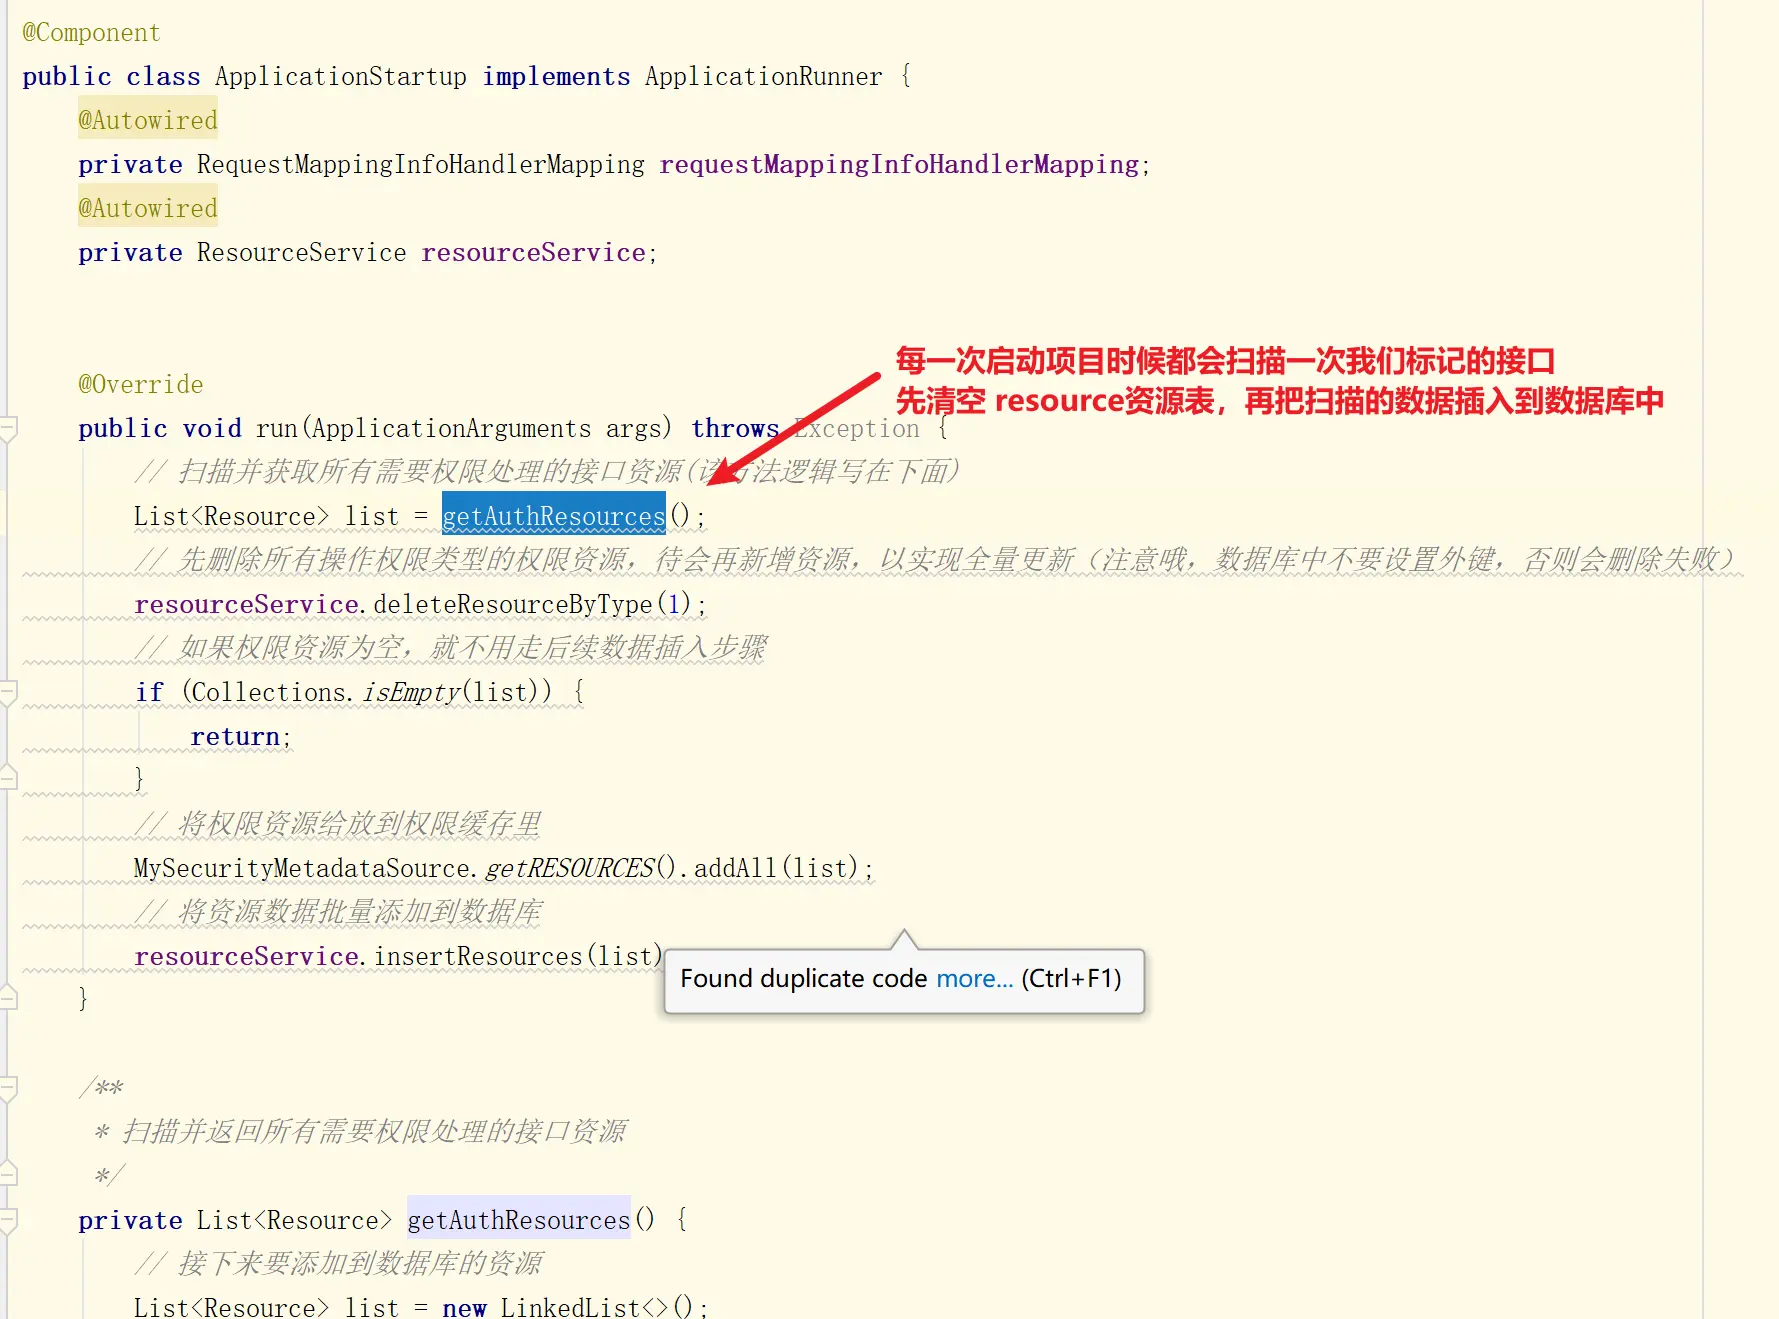 @Component
public class ApplicationStartup implements ApplicationRunner {
@Autowired
private RequestMappingInfoHandlerMapping requestMappingInfoHandlerMapping;
@Autowired
private ResourceService resourceService;
每一次启动项目时候都会扫描一次我们标记的接口
先清空 resource资源表，再把扫描的数据插入到数据库中
@Override
public void run(ApplicationArguments args) throws Exception {
// 扫描并获取所有需要权限处理的接口资源(该方法逻辑写在下面)
List<Resource> list = getAuthResources();
// 先删除所有操作权限类型的权限资源，待会再新增资源，以实现全量更新（注意哦，数据库中不要设置外键，否则会删除失败）
resourceService.deleteResourceByType(1);
// 如果权限资源为空，就不用走后续数据插入步骤
if (Collections.isEmpty(list)) {
return;
}
// 将权限资源给放到权限缓存里
MySecurityMetadataSource.getRESOURCES().addAll(list);
// 将资源数据批量添加到数据库
resourceService.insertResources(list)
Found duplicate code more... (Ctrl+F1)
}
/**
* 扫描并返回所有需要权限处理的接口资源
*/
private List<Resource> getAuthResources() {
// 接下来要添加到数据库的资源
List<Resource> list = new LinkedList<>();